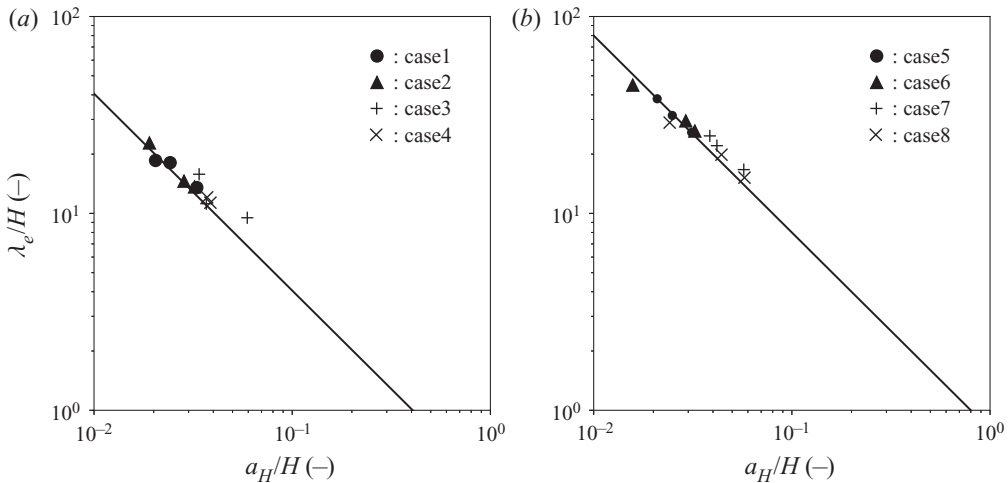 (a)
10²
: case1
: case2
: case3
: case4
10¹
λₑ/H (–)
10⁰
10⁻²
10⁻¹
10⁰
a_H/H (–)
(b)
10²
: case5
: case6
: case7
: case8
10¹
10⁰
10⁻²
10⁻¹
10⁰
a_H/H (–)